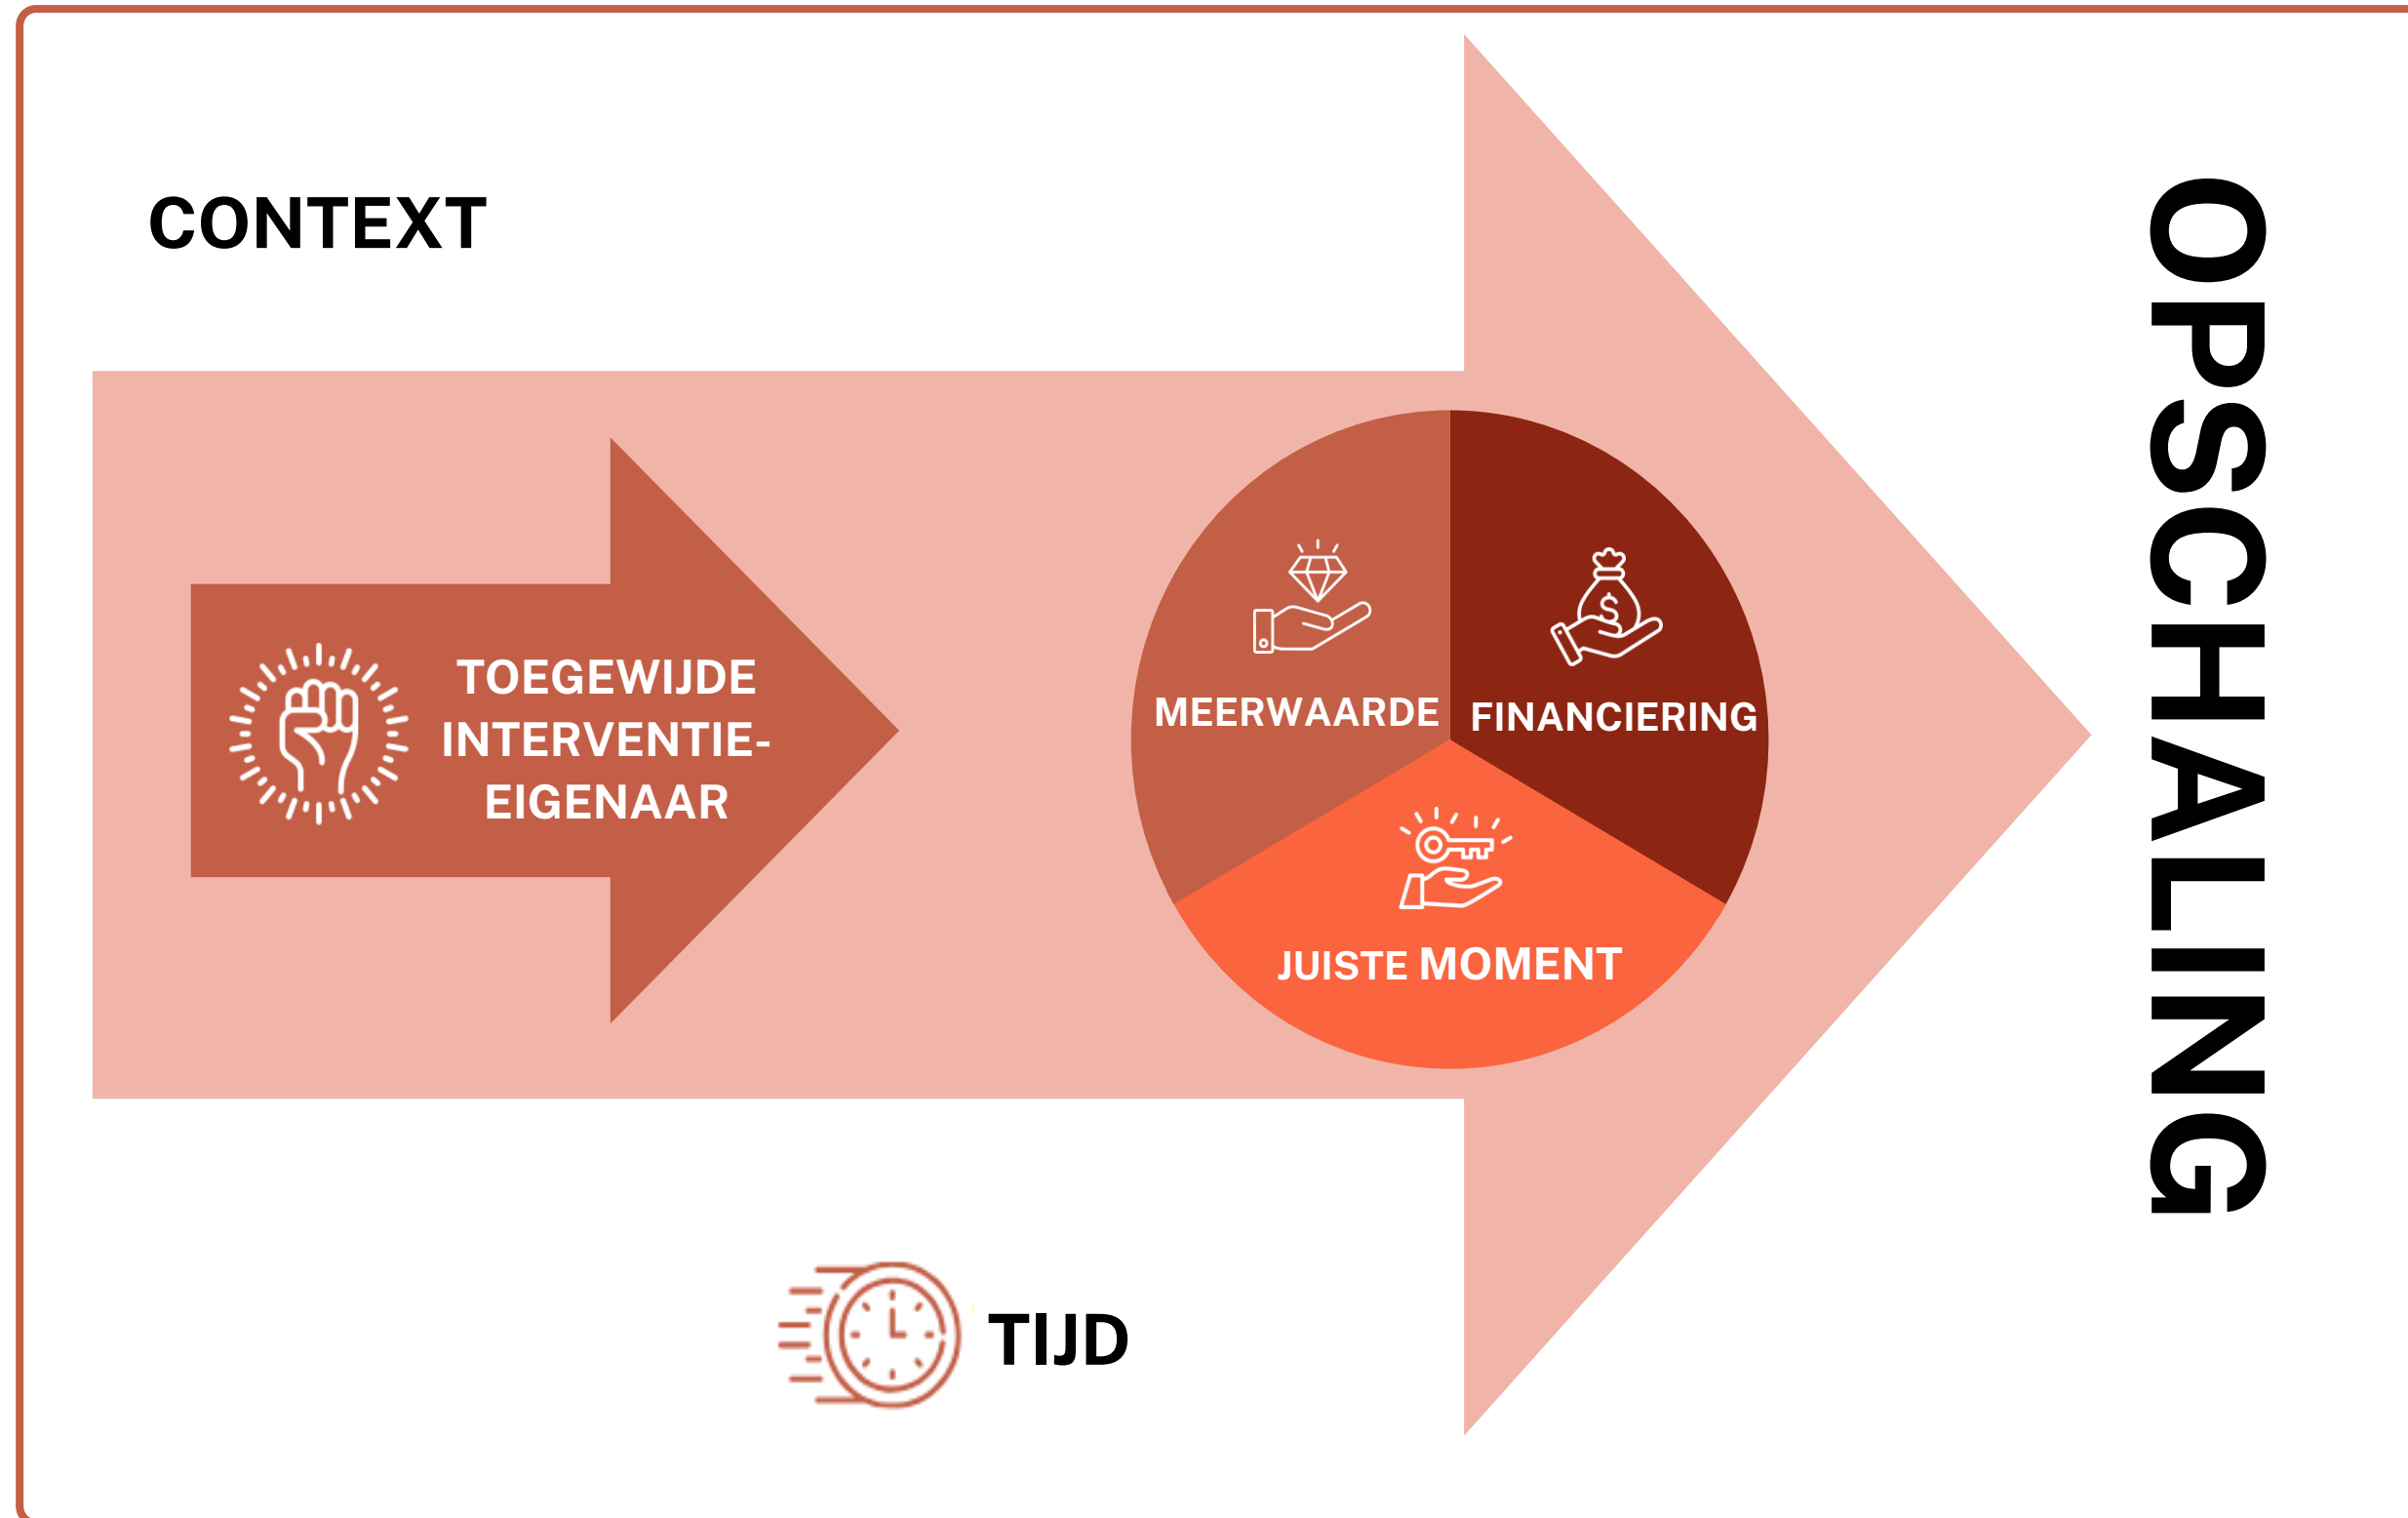 CONTEXT
TOEGEWIJDE
INTERVENTIE-
EIGENAAR
MEERWAARDE
FINANCIERING
JUISTE MOMENT
TIJD
OPSCHALING